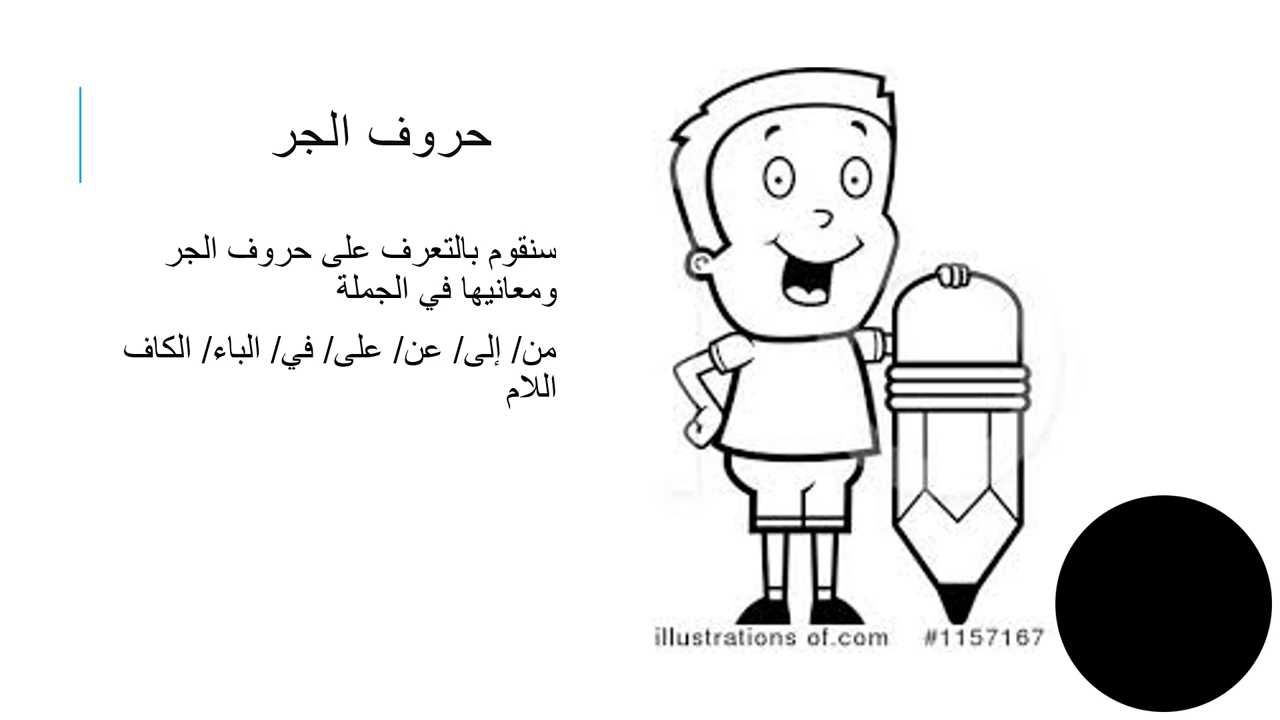 حروف الجر
سنقوم بالتعرف على حروف الجر
ومعانيها في الجملة
من/ إلى/ عن/ على/ في/ الباء/ الكاف
اللام
illustrations of.com #1157167